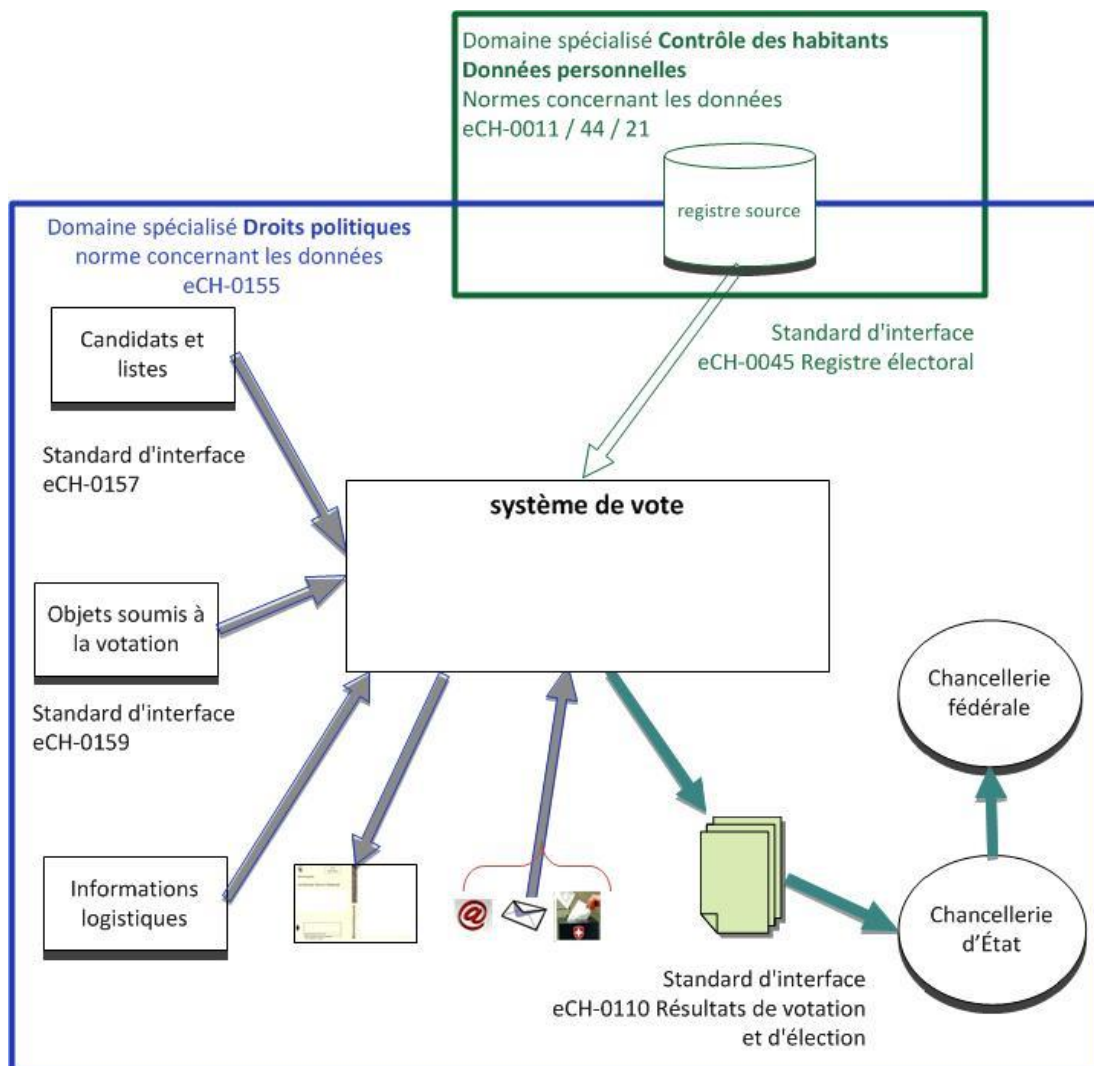 Domaine spécialisé Contrôle des habitants
Données personnelles
Normes concernant les données
eCH-0011 / 44 / 21
registre source
Domaine spécialisé Droits politiques
norme concernant les données
eCH-0155
Candidats et
listes
Standard d'interface
eCH-0045 Registre électoral
Standard d'interface
eCH-0157
système de vote
Objets soumis à
la votation
Standard d'interface
eCH-0159
Chancellerie
fédérale
Informations
logistiques
@
Chancellerie
d'État
Standard d'interface
eCH-0110 Résultats de votation
et d'élection